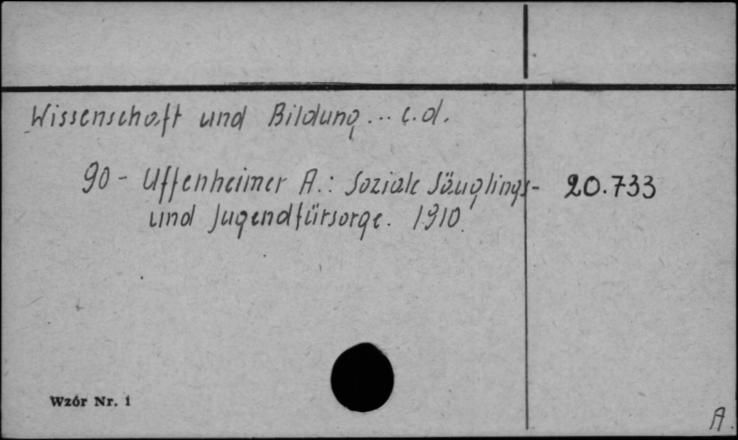 Wissenschaft und Bildung... c.d.
90 - Uffenheimer A.: Soziale Säuglings- 20.733
und Jugendfürsorge. 1910.
Wzór Nr. 1
A.